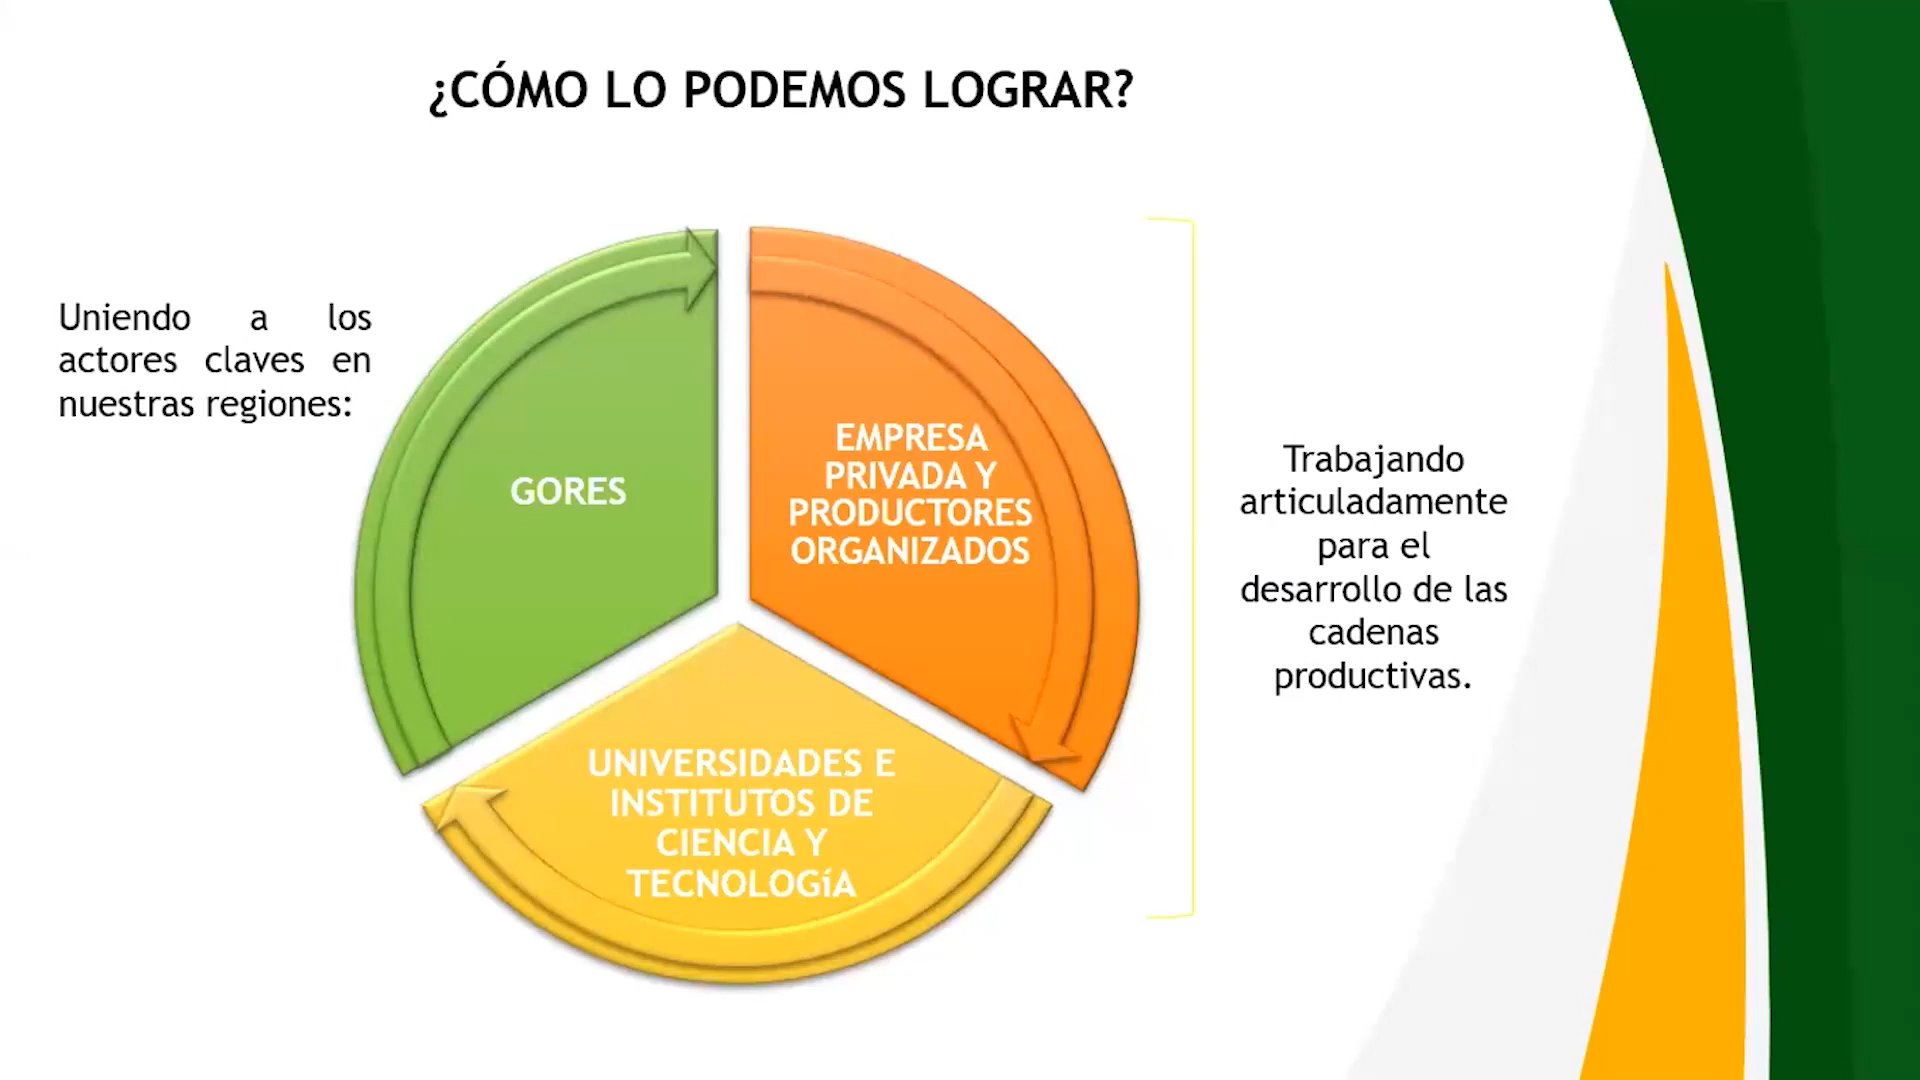 ¿CÓMO LO PODEMOS LOGRAR?
Uniendo a los
actores claves en
nuestras regiones:
GORES
EMPRESA
PRIVADA Y
PRODUCTORES
ORGANIZADOS
UNIVERSIDADES E
INSTITUTOS DE
CIENCIA Y
TECNOLOGíA
Trabajando
articuladamente
para el
desarrollo de las
cadenas
productivas.